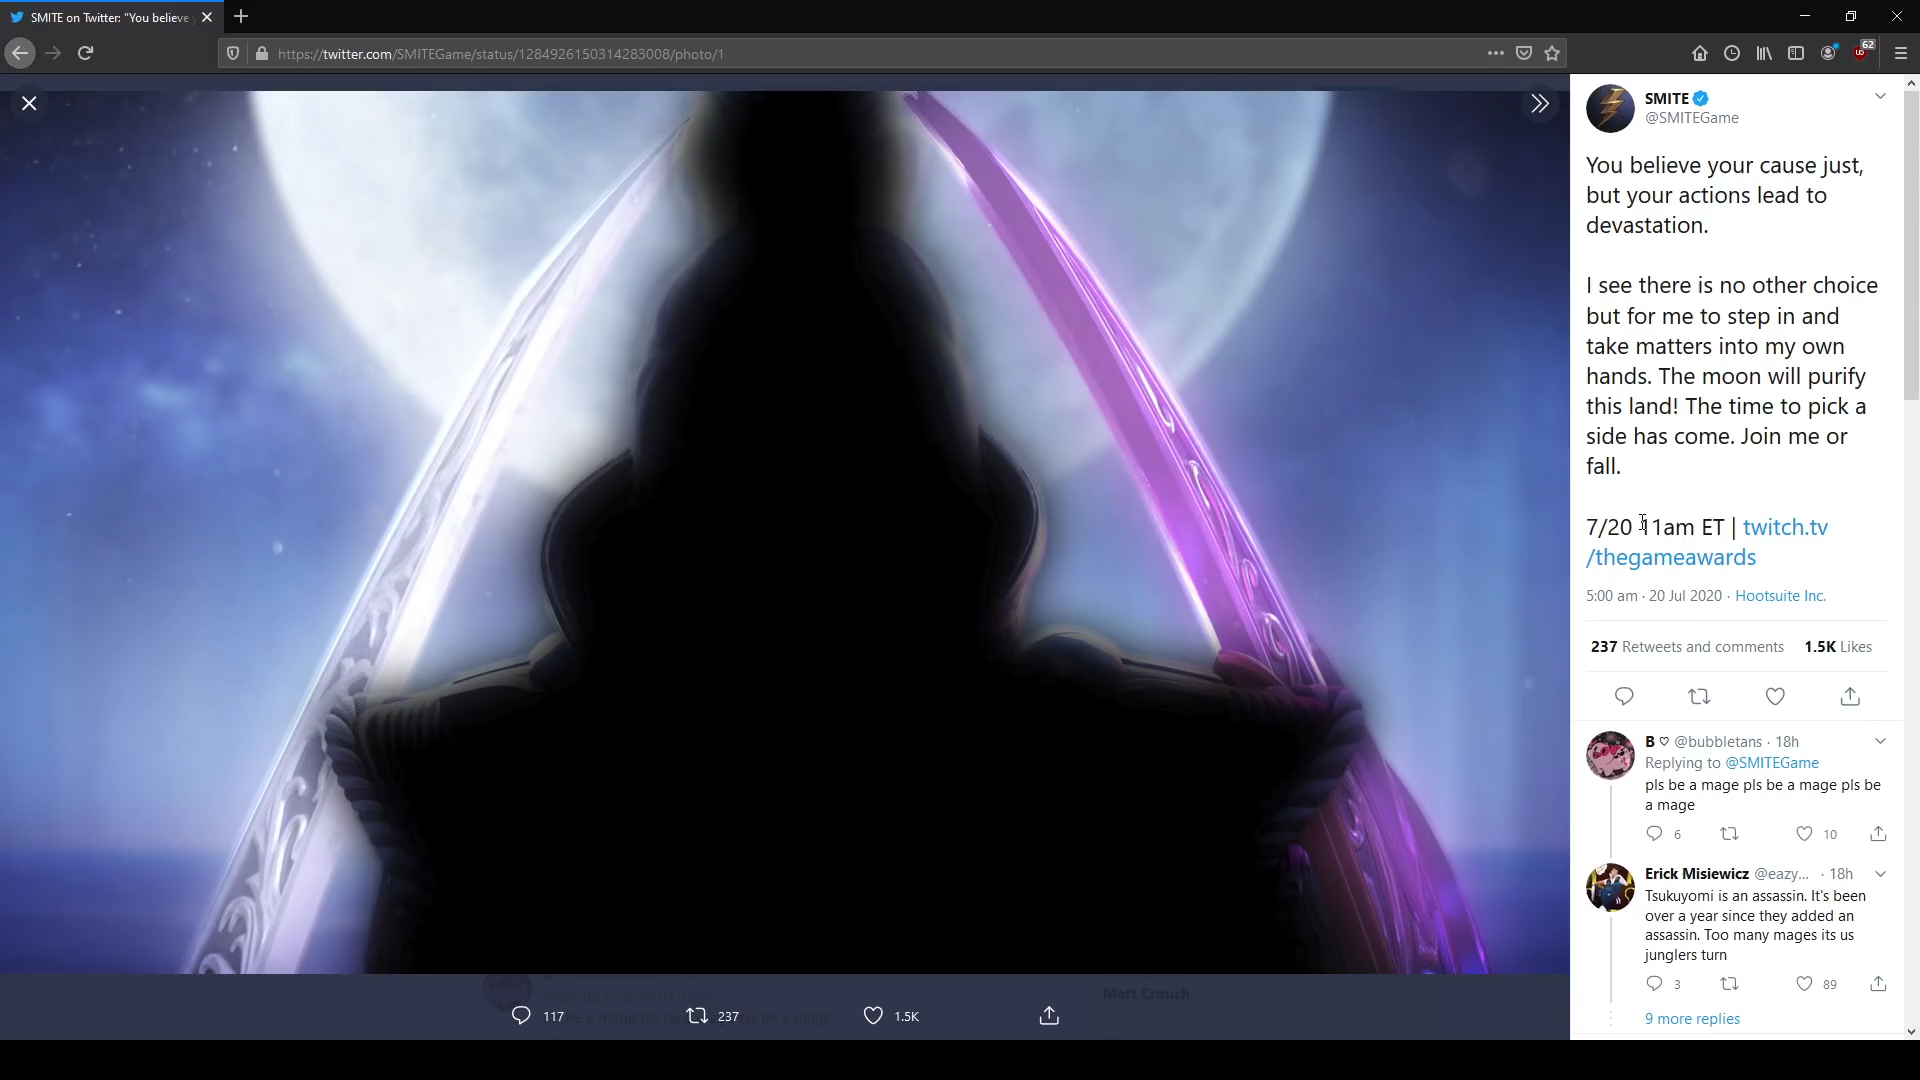 SMITE on Twitter: "You believe
https://twitter.com/SMITEGame/status/1284926150314283008/photo/1
62
SMITE
@SMITEGame
You believe your cause just,
but your actions lead to
devastation.
I see there is no other choice
but for me to step in and
take matters into my own
hands. The moon will purify
this land! The time to pick a
side has come. Join me or
fall.
7/20 11am ET | twitch.tv
/thegameawards
5:00 am · 20 Jul 2020 · Hootsuite Inc.
237 Retweets and comments 1.5K Likes
B ♡ @bubbletans · 18h
Replying to @SMITEGame
pls be a mage pls be a mage pls be
a mage
6 10
Erick Misiewicz @eazy... · 18h
Tsukuyomi is an assassin. It's been
over a year since they added an
assassin. Too many mages its us
junglers turn
3 89
9 more replies
Matt Crouch
117 237 1.5K